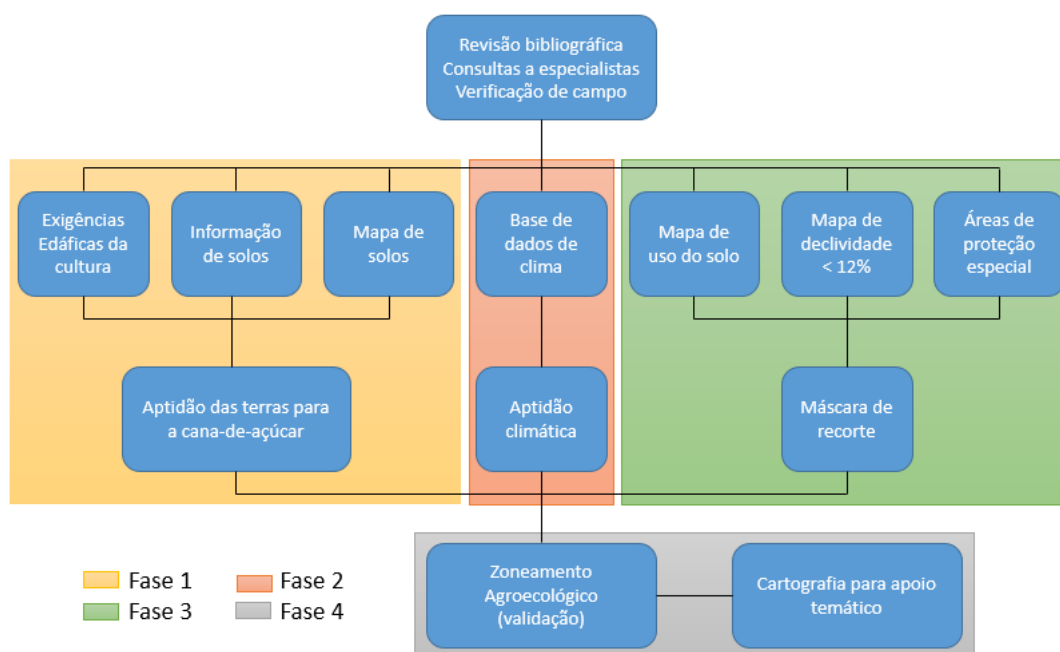 Revisão bibliográfica
Consultas a especialistas
Verificação de campo
Exigências
Edáficas da
cultura
Informação
de solos
Mapa de
solos
Base de
dados de
clima
Mapa de
uso do solo
Mapa de
declividade
< 12%
Áreas de
proteção
especial
Aptidão das terras para
a cana-de-açúcar
Aptidão
climática
Máscara de
recorte
Zoneamento
Agroecológico
(validação)
Cartografia para apoio
temático
Fase 1
Fase 2
Fase 3
Fase 4